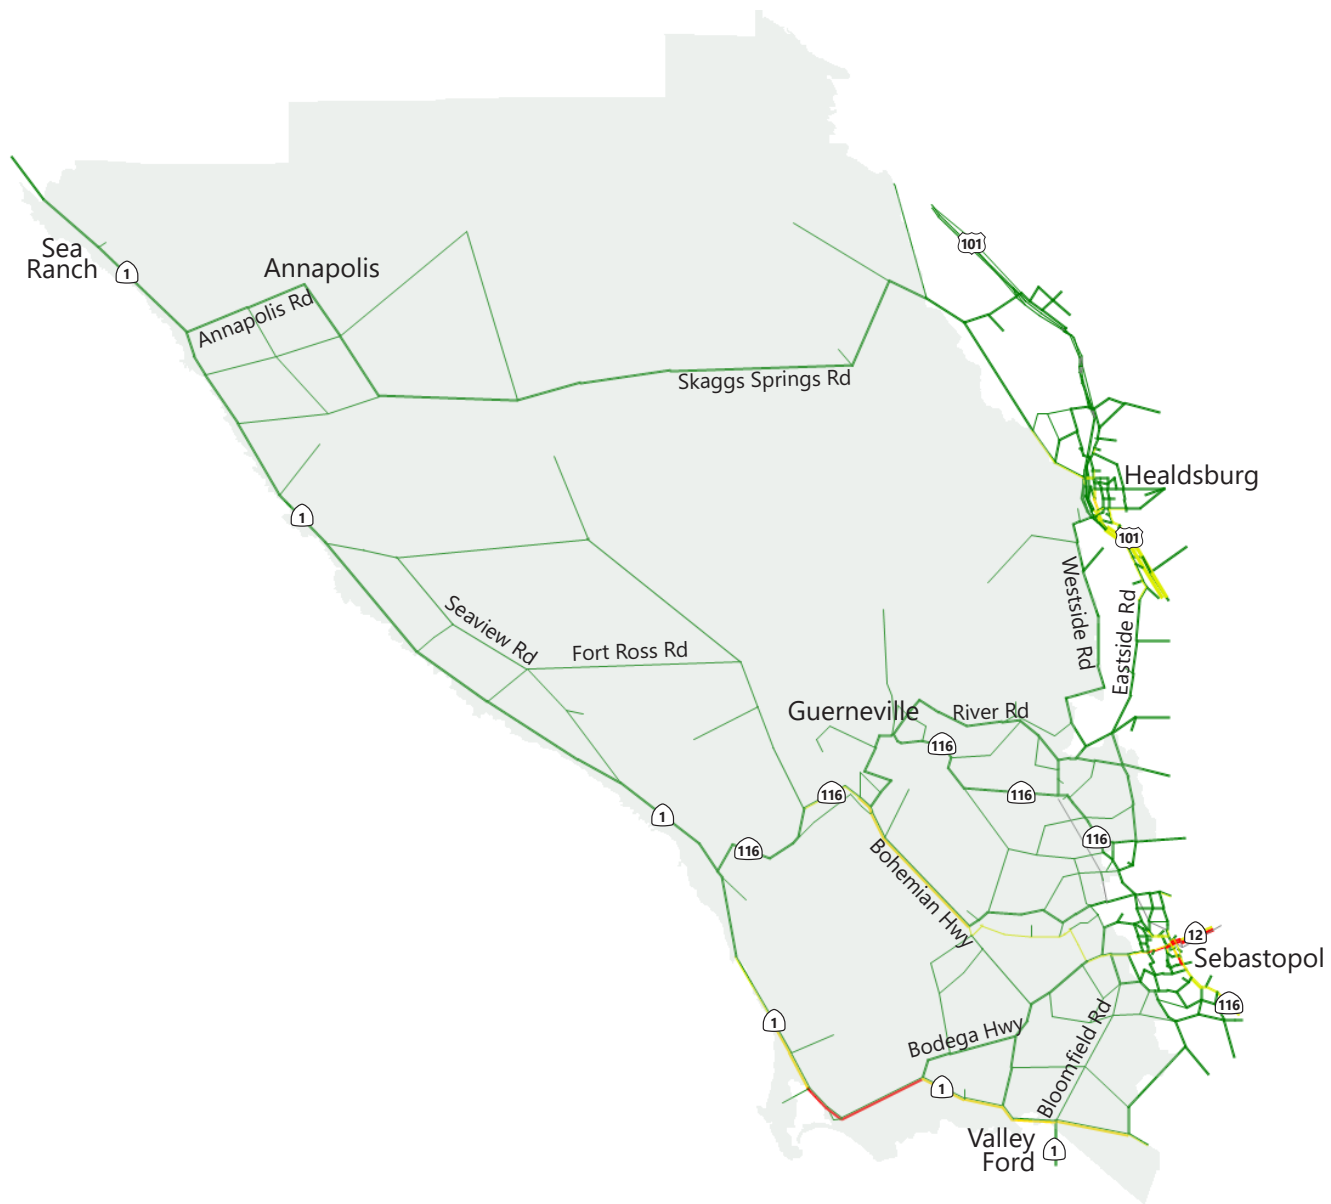 101
Sea
Ranch
1
Annapolis
Annapolis Rd
Skaggs Springs Rd
Healdsburg
1
101
Westside Rd
Eastside Rd
Seaview Rd
Fort Ross Rd
Guerneville
River Rd
116
116
116
1
116
116
Bohemian Hwy
12
Sebastopol
116
1
Bodega Hwy
Bloomfield Rd
1
Valley
Ford
1